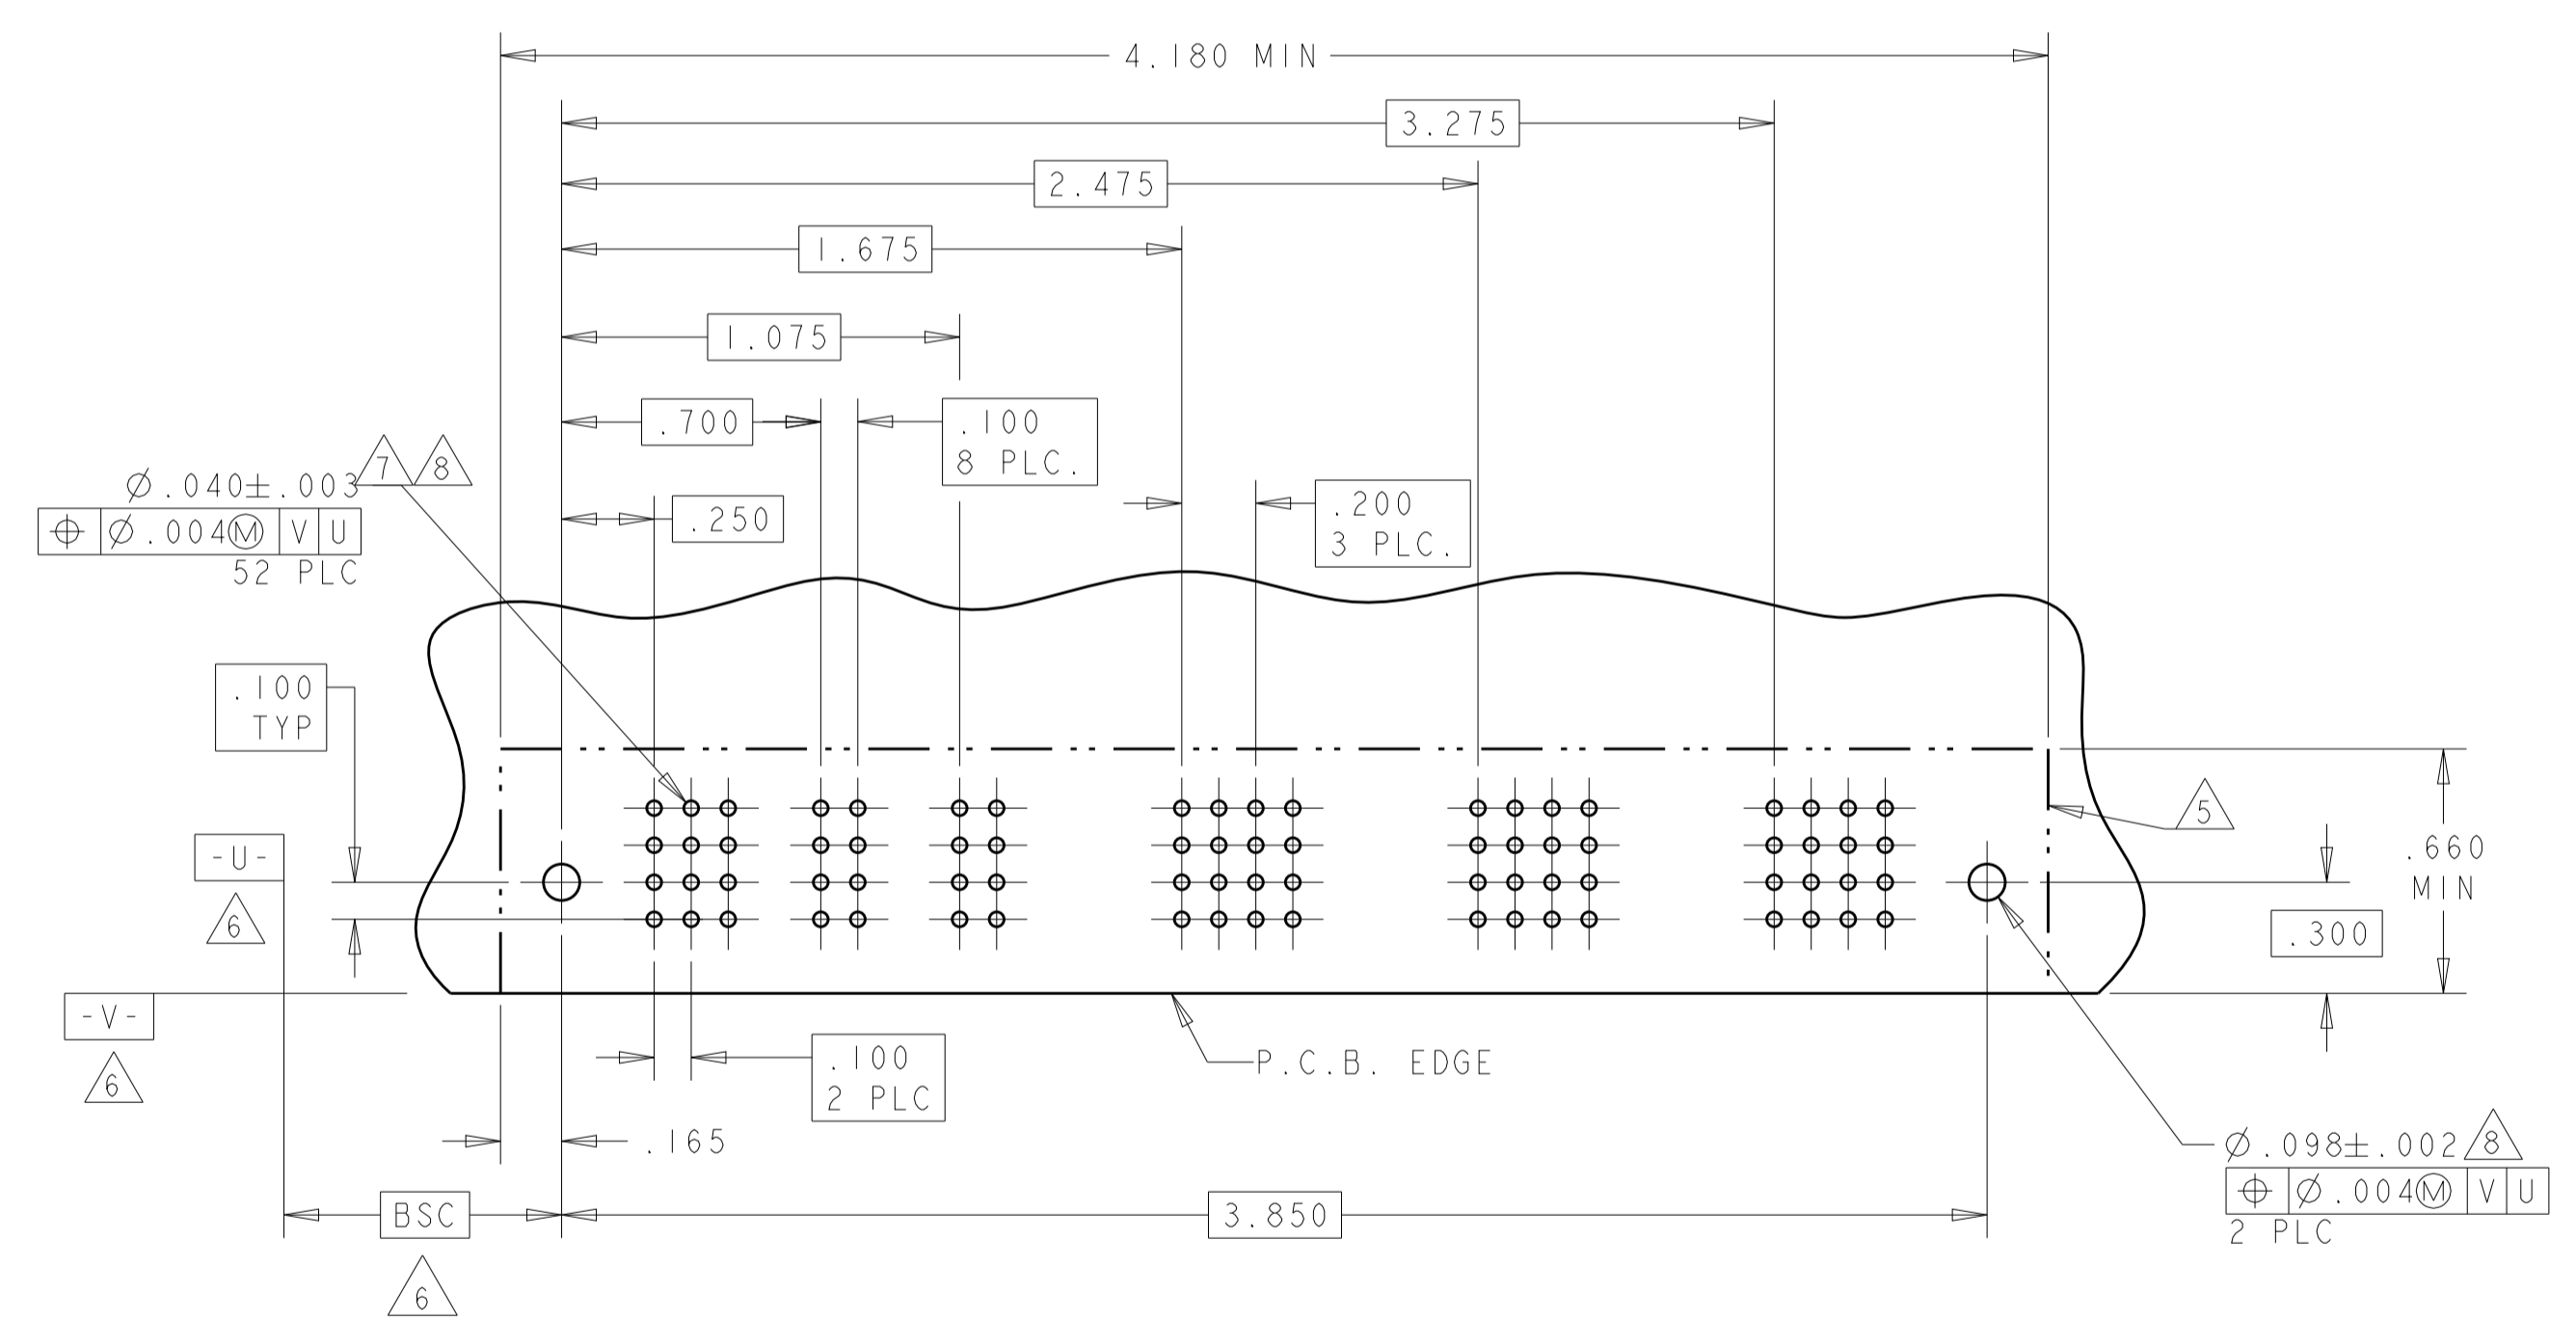 4.180 MIN
3.275
2.475
1.675
1.075
.700
.100
8 PLC.
7 8
Ø.040±.003
⌖ Ø.004Ⓜ V U
52 PLC
.250
.200
3 PLC.
.100
TYP
-U-
6
5
.660
MIN
.300
-V-
6
.100
2 PLC
P.C.B. EDGE
.165
Ø.098±.002 8
⌖ Ø.004Ⓜ V U
2 PLC
BSC
3.850
6